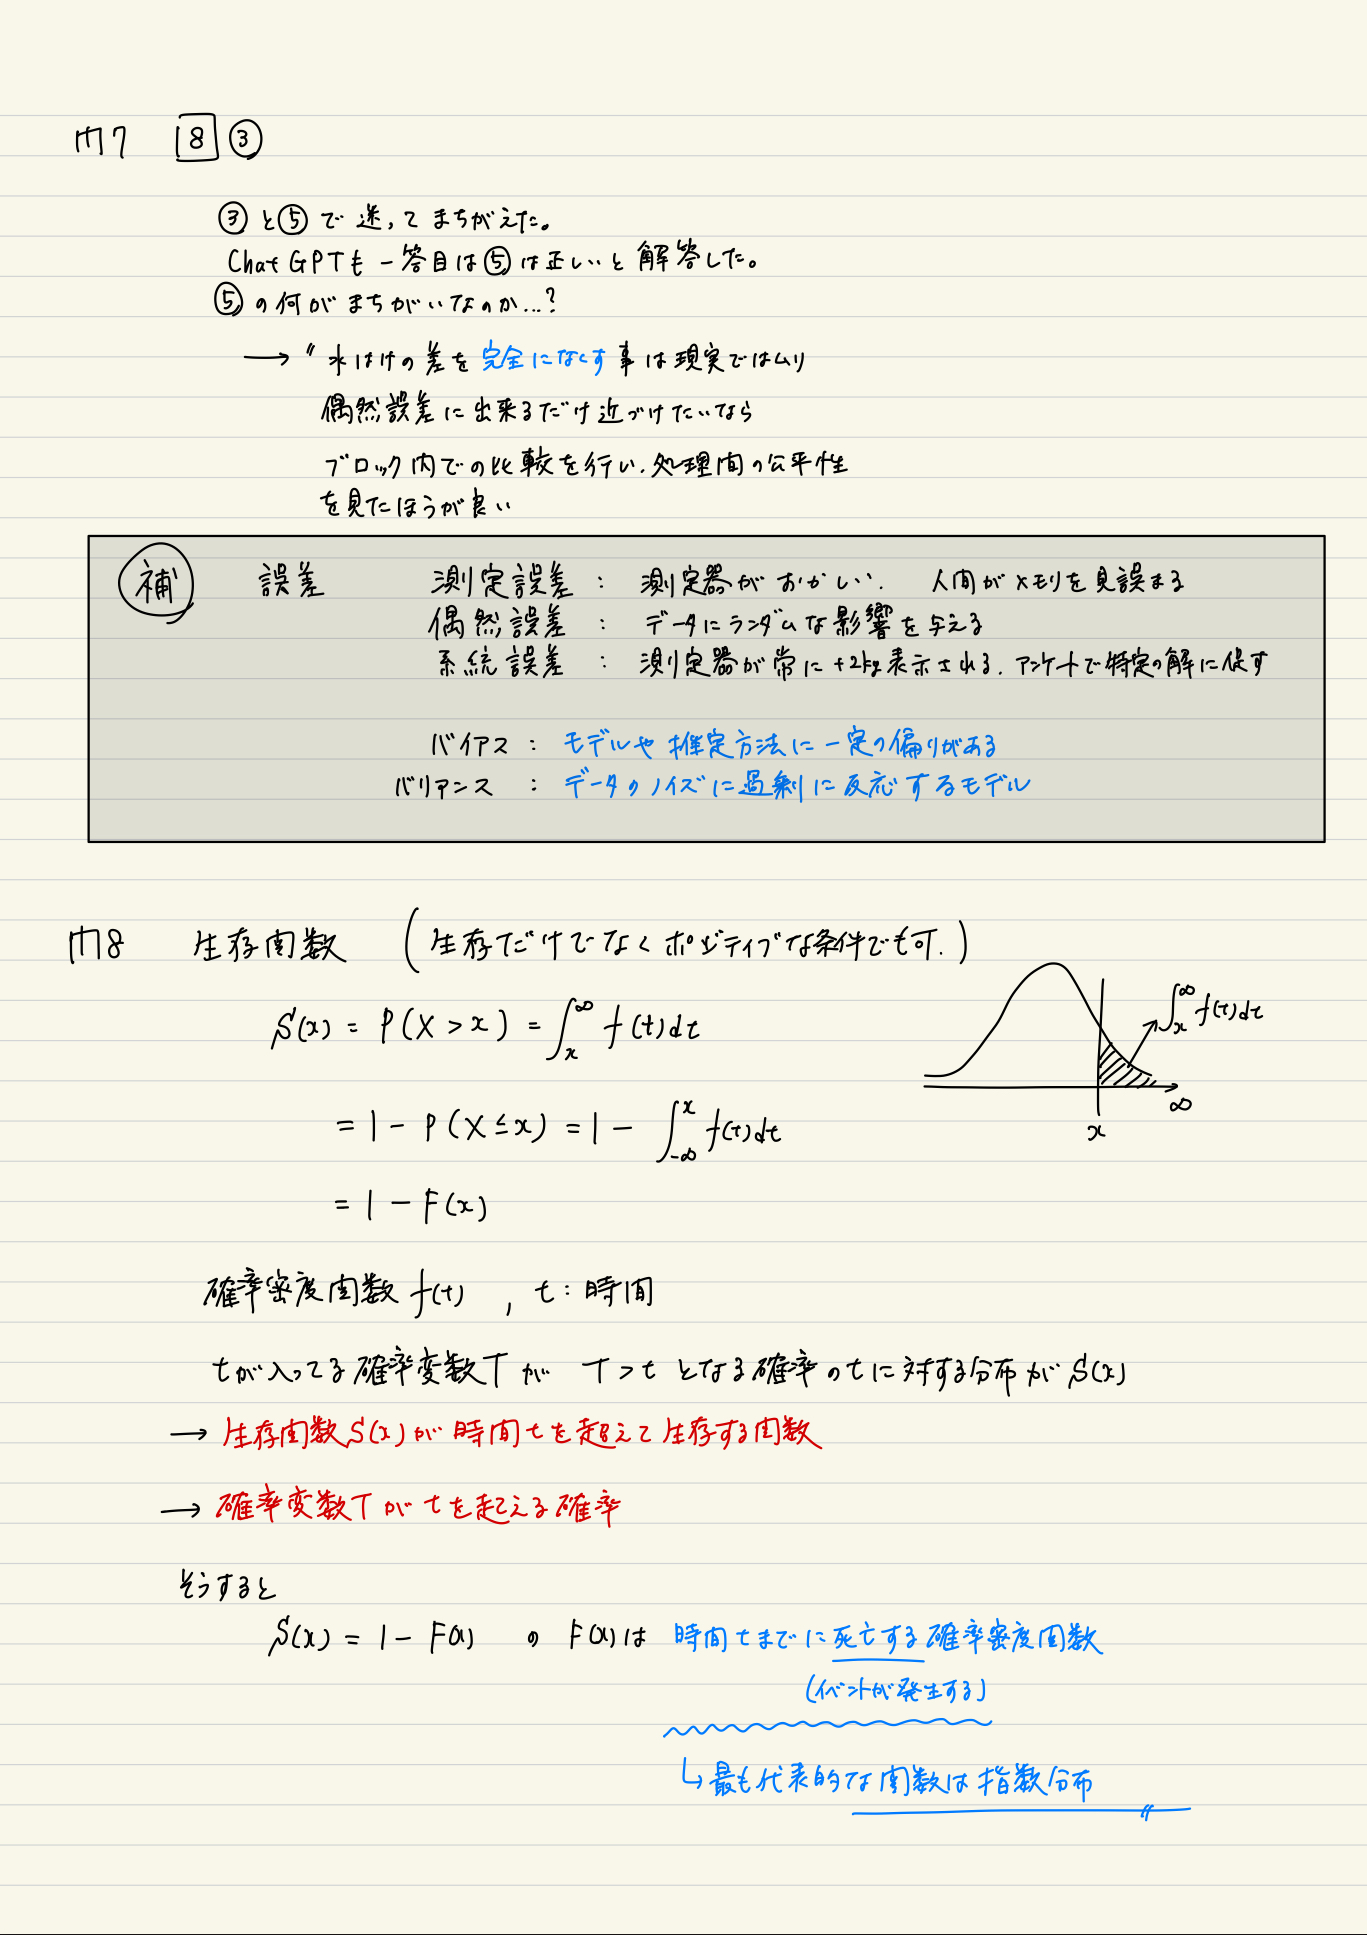 問7 8 ③
③と⑤で迷ってまちがえた。
ChatGPTも一答目は⑤は正しいと解答した。
⑤の何がまちがいなのか…?
→ 〃水はけの差を完全になくす事は現実ではムリ
偶然誤差に出来るだけ近づけたいなら
ブロック内での比較を行い、処理間の公平性
を見たほうが良い
補 誤差 測定誤差 : 測定器がおかしい. 人間がメモリを見誤まる
偶然誤差 : データにランダムな影響を与える
系統誤差 : 測定器が常に+2kg表示される. アンケートで特定の解に促す
バイアス : モデルや推定方法に一定の偏りがある
バリアンス : データのノイズに過剰に反応するモデル
問8 生存関数 (生存だけでなくポジティブな条件でも可.)
S(x) = P(X > x) = ∫_x^∞ f(t)dt
∫_x^∞ f(t)dt
∞
x
= 1 − P(X ≤ x) = 1 − ∫_{-∞}^x f(t)dt
= 1 − F(x)
確率密度関数 f(t) , t : 時間
tが入ってる確率変数Tが T>t となる確率のtに対する分布がS(x)
→ 生存関数S(x)が時間tを超えて生存する関数
→ 確率変数Tがtを超える確率
そうすると
S(x) = 1 − F(x) の F(x)は 時間tまでに死亡する確率密度関数
(イベントが発生する)
↳ 最も代表的な関数は指数分布〃